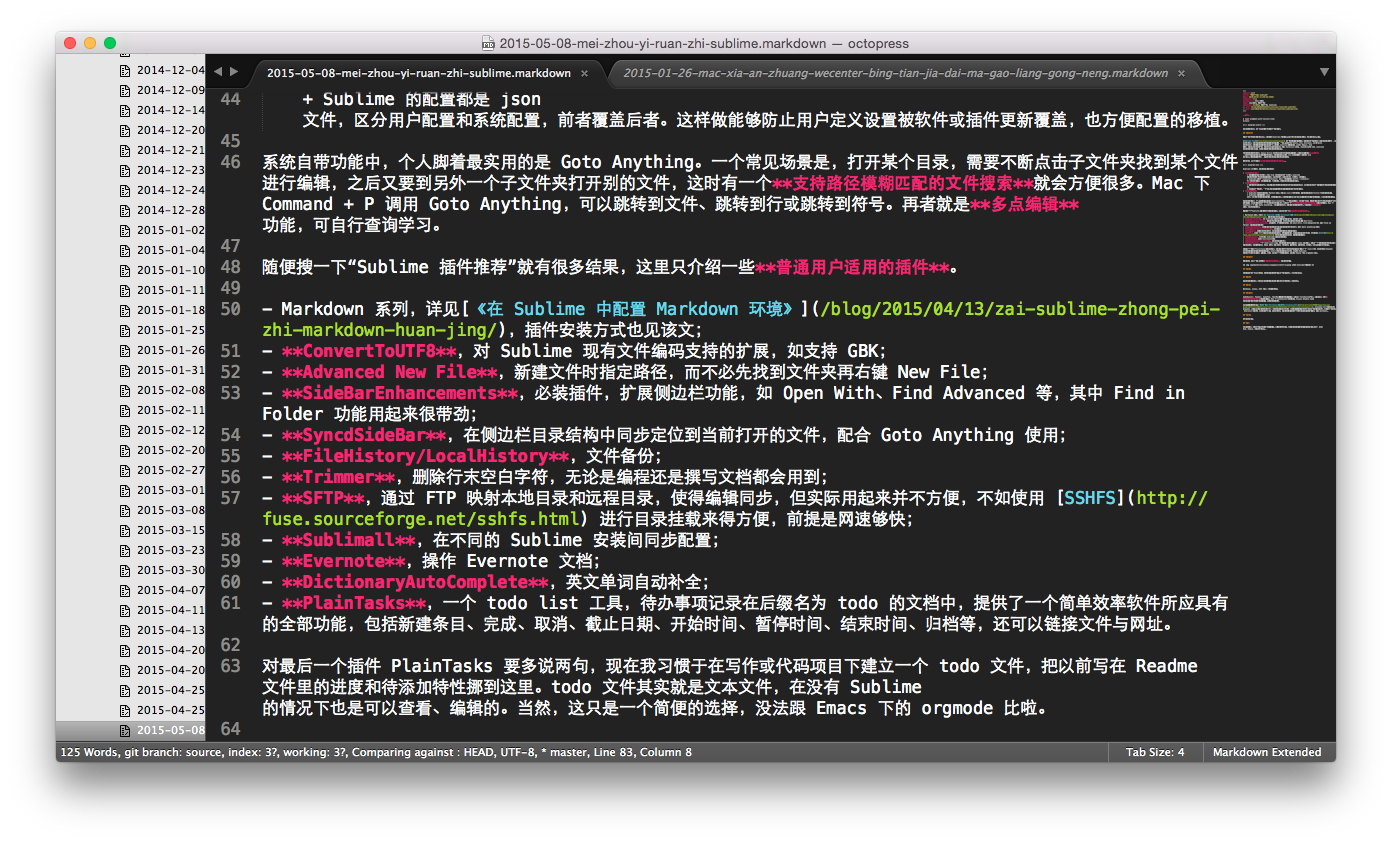 2015-05-08-mei-zhou-yi-ruan-zhi-sublime.markdown — octopress
2014-12-04
2014-12-09
2014-12-14
2014-12-20
2014-12-21
2014-12-23
2014-12-24
2014-12-28
2015-01-02
2015-01-04
2015-01-10
2015-01-11
2015-01-18
2015-01-25
2015-01-26
2015-01-31
2015-02-08
2015-02-11
2015-02-12
2015-02-20
2015-02-27
2015-03-01
2015-03-08
2015-03-15
2015-03-23
2015-03-30
2015-04-07
2015-04-11
2015-04-13
2015-04-20
2015-04-20
2015-04-25
2015-04-25
2015-05-08
2015-05-08-mei-zhou-yi-ruan-zhi-sublime.markdown ×
2015-01-26-mac-xia-an-zhuang-wecenter-bing-tian-jia-dai-ma-gao-liang-gong-neng.markdown ×
44 + Sublime 的配置都是 json
文件，区分用户配置和系统配置，前者覆盖后者。这样做能够防止用户定义设置被软件或插件更新覆盖，也方便配置的移植。
45
46 系统自带功能中，个人脚着最实用的是 Goto Anything。一个常见场景是，打开某个目录，需要不断点击子文件夹找到某个文件
进行编辑，之后又要到另外一个子文件夹打开别的文件，这时有一个**支持路径模糊匹配的文件搜索**就会方便很多。Mac 下
Command + P 调用 Goto Anything，可以跳转到文件、跳转到行或跳转到符号。再者就是**多点编辑**
功能，可自行查询学习。
47
48 随便搜一下“Sublime 插件推荐”就有很多结果，这里只介绍一些**普通用户适用的插件**。
49
50 - Markdown 系列，详见[《在 Sublime 中配置 Markdown 环境》](/blog/2015/04/13/zai-sublime-zhong-pei-
zhi-markdown-huan-jing/)，插件安装方式也见该文；
51 - **ConvertToUTF8**，对 Sublime 现有文件编码支持的扩展，如支持 GBK；
52 - **Advanced New File**，新建文件时指定路径，而不必先找到文件夹再右键 New File；
53 - **SideBarEnhancements**，必装插件，扩展侧边栏功能，如 Open With、Find Advanced 等，其中 Find in
Folder 功能用起来很带劲；
54 - **SyncdSideBar**，在侧边栏目录结构中同步定位到当前打开的文件，配合 Goto Anything 使用；
55 - **FileHistory/LocalHistory**，文件备份；
56 - **Trimmer**，删除行末空白字符，无论是编程还是撰写文档都会用到；
57 - **SFTP**，通过 FTP 映射本地目录和远程目录，使得编辑同步，但实际用起来并不方便，不如使用 [SSHFS](http://
fuse.sourceforge.net/sshfs.html) 进行目录挂载来得方便，前提是网速够快；
58 - **Sublimall**，在不同的 Sublime 安装间同步配置；
59 - **Evernote**，操作 Evernote 文档；
60 - **DictionaryAutoComplete**，英文单词自动补全；
61 - **PlainTasks**，一个 todo list 工具，待办事项记录在后缀名为 todo 的文档中，提供了一个简单效率软件所应具有
的全部功能，包括新建条目、完成、取消、截止日期、开始时间、暂停时间、结束时间、归档等，还可以链接文件与网址。
62
63 对最后一个插件 PlainTasks 要多说两句，现在我习惯于在写作或代码项目下建立一个 todo 文件，把以前写在 Readme
文件里的进度和待添加特性挪到这里。todo 文件其实就是文本文件，在没有 Sublime
的情况下也是可以查看、编辑的。当然，这只是一个简便的选择，没法跟 Emacs 下的 orgmode 比啦。
64
125 Words, git branch: source, index: 3?, working: 3?, Comparing against : HEAD, UTF-8, * master, Line 83, Column 8
Tab Size: 4
Markdown Extended